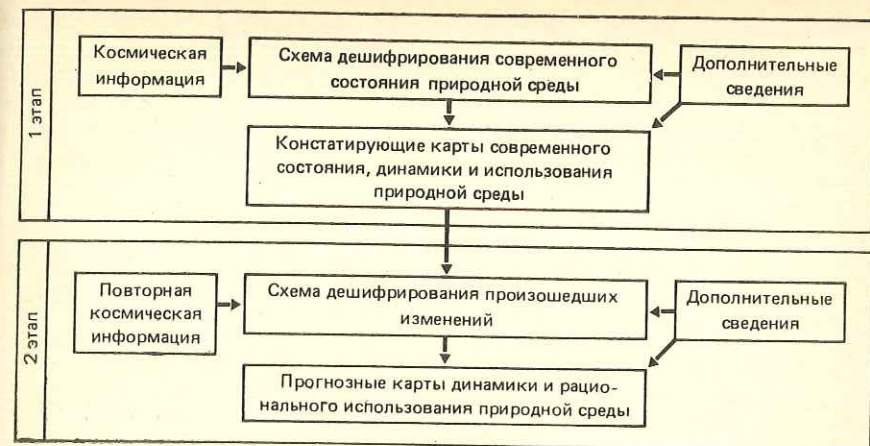 1 этап
Космическая
информация
Схема дешифрирования современного
состояния природной среды
Дополнительные
сведения
Констатирующие карты современного
состояния, динамики и использования
природной среды
2 этап
Повторная
космическая
информация
Схема дешифрирования произошедших
изменений
Дополнительные
сведения
Прогнозные карты динамики и рацио-
нального использования природной среды